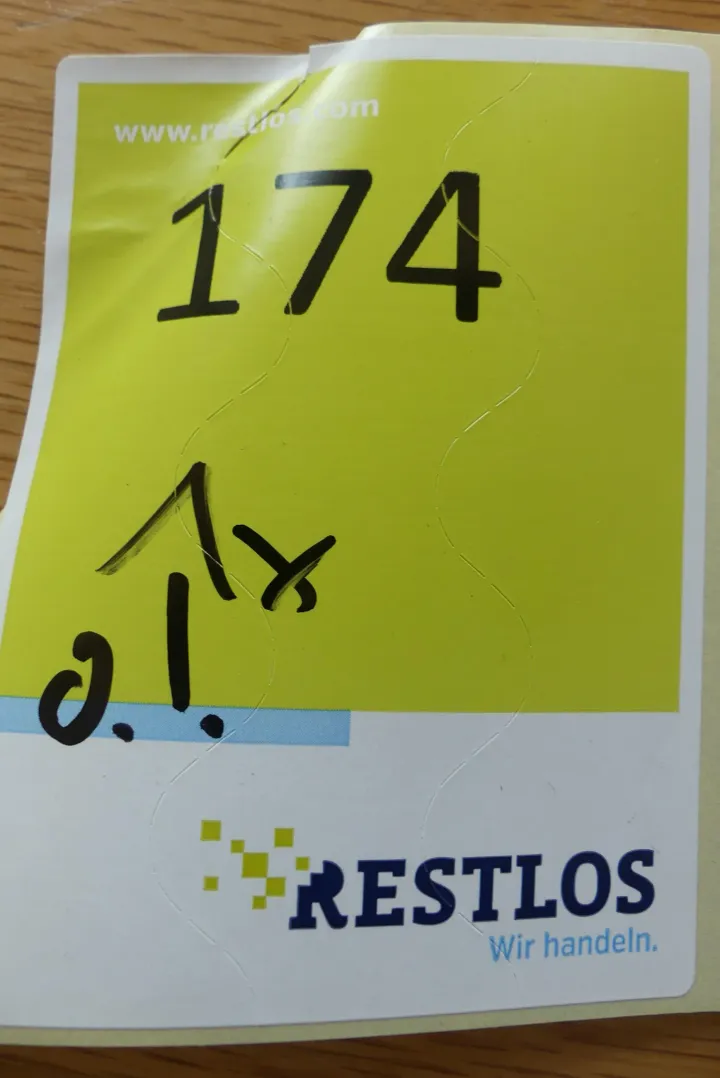 www.restlos.com
174
1x
o.!.
RESTLOS
Wir handeln.